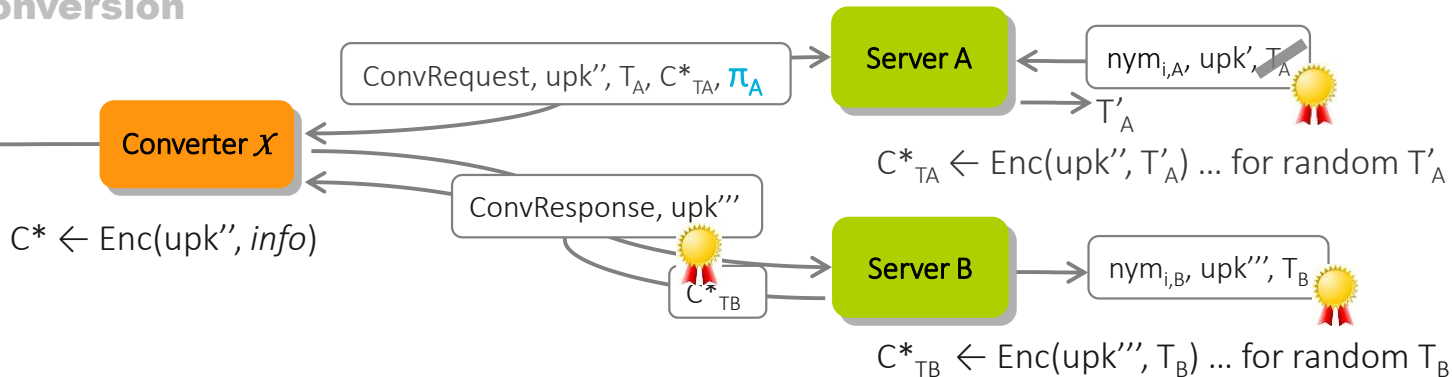 onversion
ConvRequest, upk'', T_A, C*_TA, π_A
Server A
nym_i,A, upk', T_A
T'_A
Converter 𝒳
C*_TA ← Enc(upk'', T'_A) ... for random T'_A
ConvResponse, upk'''
C* ← Enc(upk'', info)
Server B
nym_i,B, upk''', T_B
C*_TB
C*_TB ← Enc(upk''', T_B) ... for random T_B